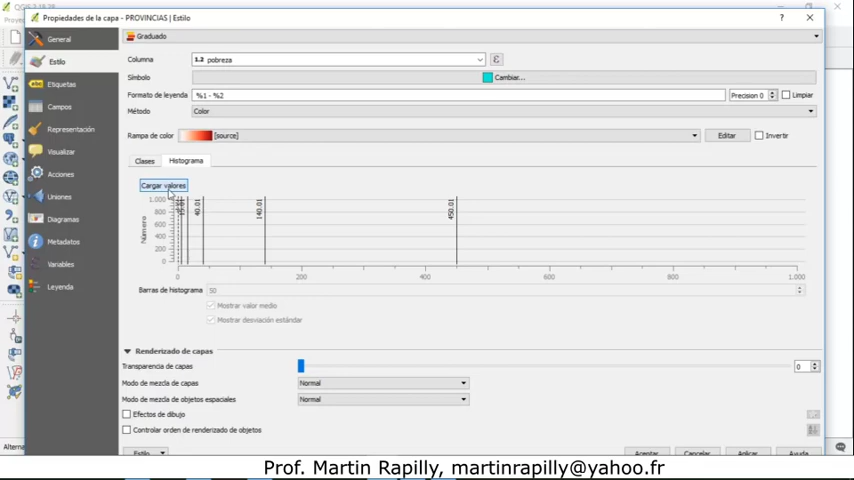 Propiedades de la capa - PROVINCIAS | Estilo
General
Estilo
Etiquetas
Campos
Representación
Visualizar
Acciones
Uniones
Diagramas
Metadatos
Variables
Leyenda
Graduado
Columna 1.2 pobreza ε
Símbolo Cambiar...
Formato de leyenda %1 - %2 Precision 0 Limpiar
Método Color
Rampa de color [source] Editar Invertir
Clases Histograma
Cargar valores
1.000
800
600
400
200
0
Número
40.01
140.01
450.01
0 200 400 600 800 1.000
Barras de histograma 50
Mostrar valor medio
Mostrar desviación estándar
Renderizado de capas
Transparencia de capas 0
Modo de mezcla de capas Normal
Modo de mezcla de objetos espaciales Normal
Efectos de dibujo
Controlar orden de renderizado de objetos
Estilo Aceptar Cancelar Aplicar Ayuda
Prof. Martin Rapilly, martinrapilly@yahoo.fr